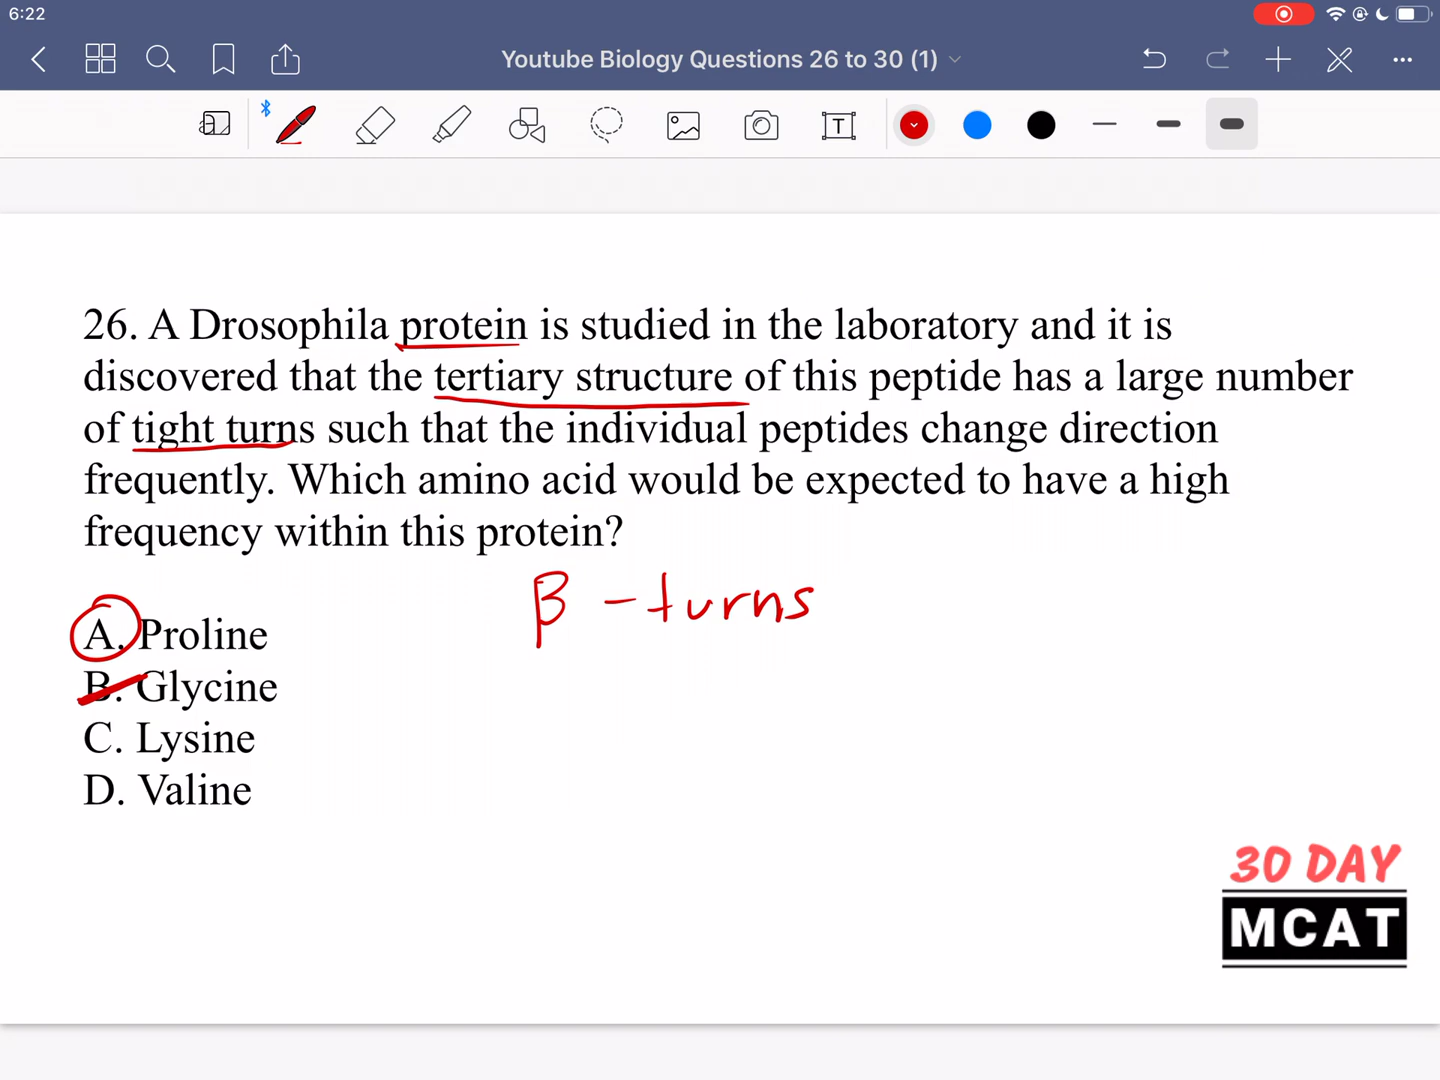 6:22
Youtube Biology Questions 26 to 30 (1)
T
26. A Drosophila protein is studied in the laboratory and it is
discovered that the tertiary structure of this peptide has a large number
of tight turns such that the individual peptides change direction
frequently. Which amino acid would be expected to have a high
frequency within this protein?
β - turns
A. Proline
B. Glycine
C. Lysine
D. Valine
30 DAY
MCAT